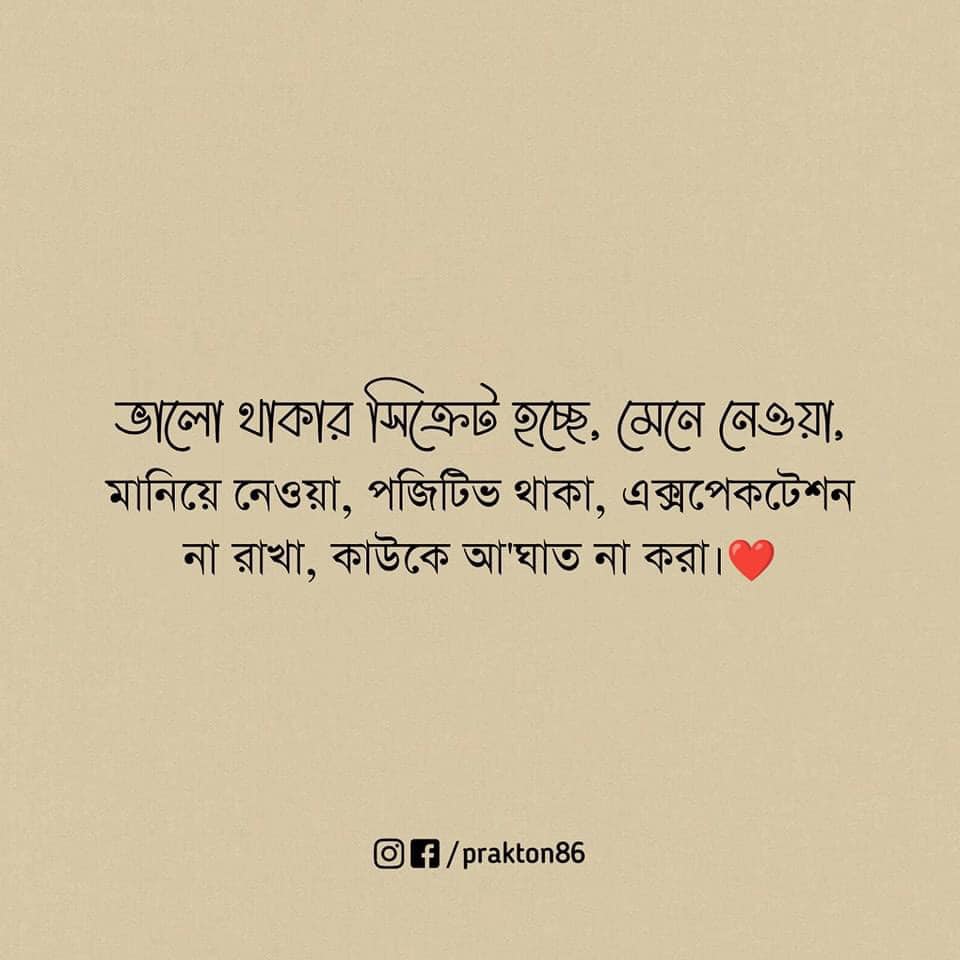 ভালো থাকার সিক্রেট হচ্ছে, মেনে নেওয়া,
মানিয়ে নেওয়া, পজিটিভ থাকা, এক্সপেকটেশন
না রাখা, কাউকে আ'ঘাত না করা।❤️
/prakton86